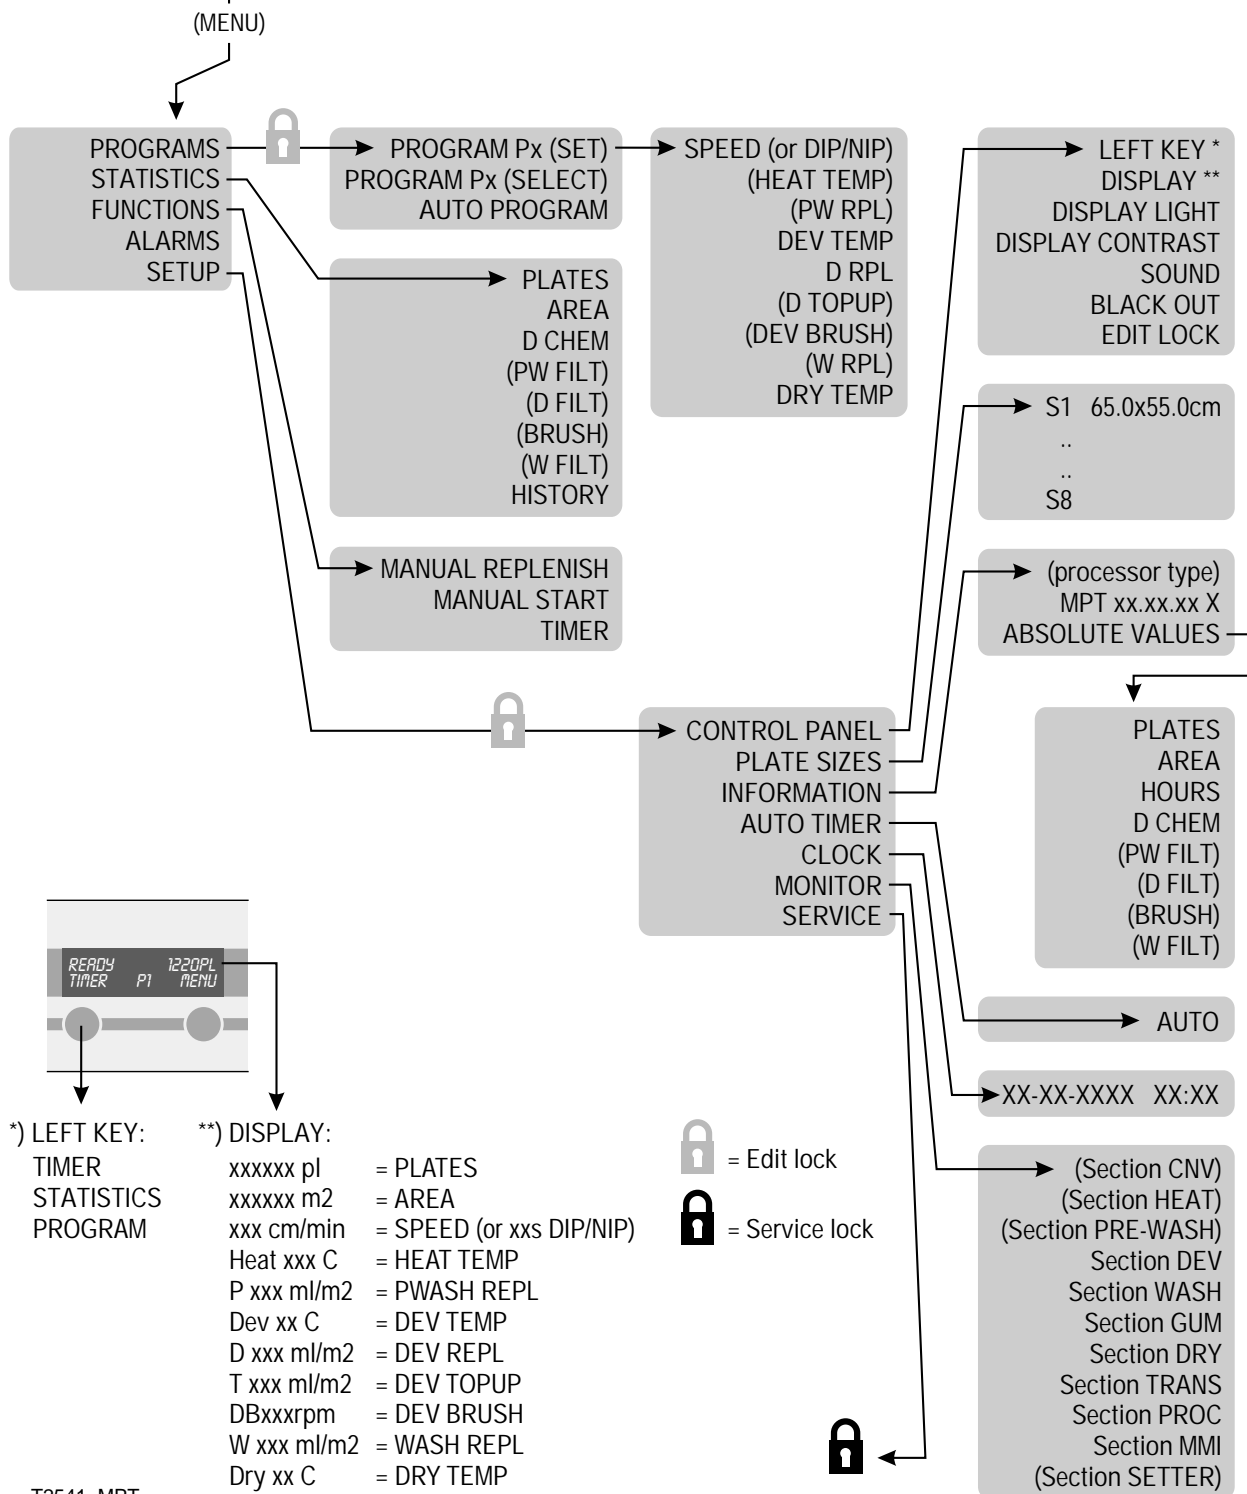 (MENU)
PROGRAMS
STATISTICS
FUNCTIONS
ALARMS
SETUP
PROGRAM Px (SET)
PROGRAM Px (SELECT)
AUTO PROGRAM
SPEED (or DIP/NIP)
(HEAT TEMP)
(PW RPL)
DEV TEMP
D RPL
(D TOPUP)
(DEV BRUSH)
(W RPL)
DRY TEMP
LEFT KEY *
DISPLAY **
DISPLAY LIGHT
DISPLAY CONTRAST
SOUND
BLACK OUT
EDIT LOCK
PLATES
AREA
D CHEM
(PW FILT)
(D FILT)
(BRUSH)
(W FILT)
HISTORY
S1 65.0x55.0cm
..
..
S8
MANUAL REPLENISH
MANUAL START
TIMER
(processor type)
MPT xx.xx.xx X
ABSOLUTE VALUES
CONTROL PANEL
PLATE SIZES
INFORMATION
AUTO TIMER
CLOCK
MONITOR
SERVICE
PLATES
AREA
HOURS
D CHEM
(PW FILT)
(D FILT)
(BRUSH)
(W FILT)
AUTO
XX-XX-XXXX XX:XX
(Section CNV)
(Section HEAT)
(Section PRE-WASH)
Section DEV
Section WASH
Section GUM
Section DRY
Section TRANS
Section PROC
Section MMI
(Section SETTER)
READY 1220PL
TIMER P1 MENU
*) LEFT KEY:
TIMER
STATISTICS
PROGRAM
**) DISPLAY:
xxxxxx pl = PLATES
xxxxxx m2 = AREA
xxx cm/min = SPEED (or xxs DIP/NIP)
Heat xxx C = HEAT TEMP
P xxx ml/m2 = PWASH REPL
Dev xx C = DEV TEMP
D xxx ml/m2 = DEV REPL
T xxx ml/m2 = DEV TOPUP
DBxxxrpm = DEV BRUSH
W xxx ml/m2 = WASH REPL
Dry xx C = DRY TEMP
= Edit lock
= Service lock